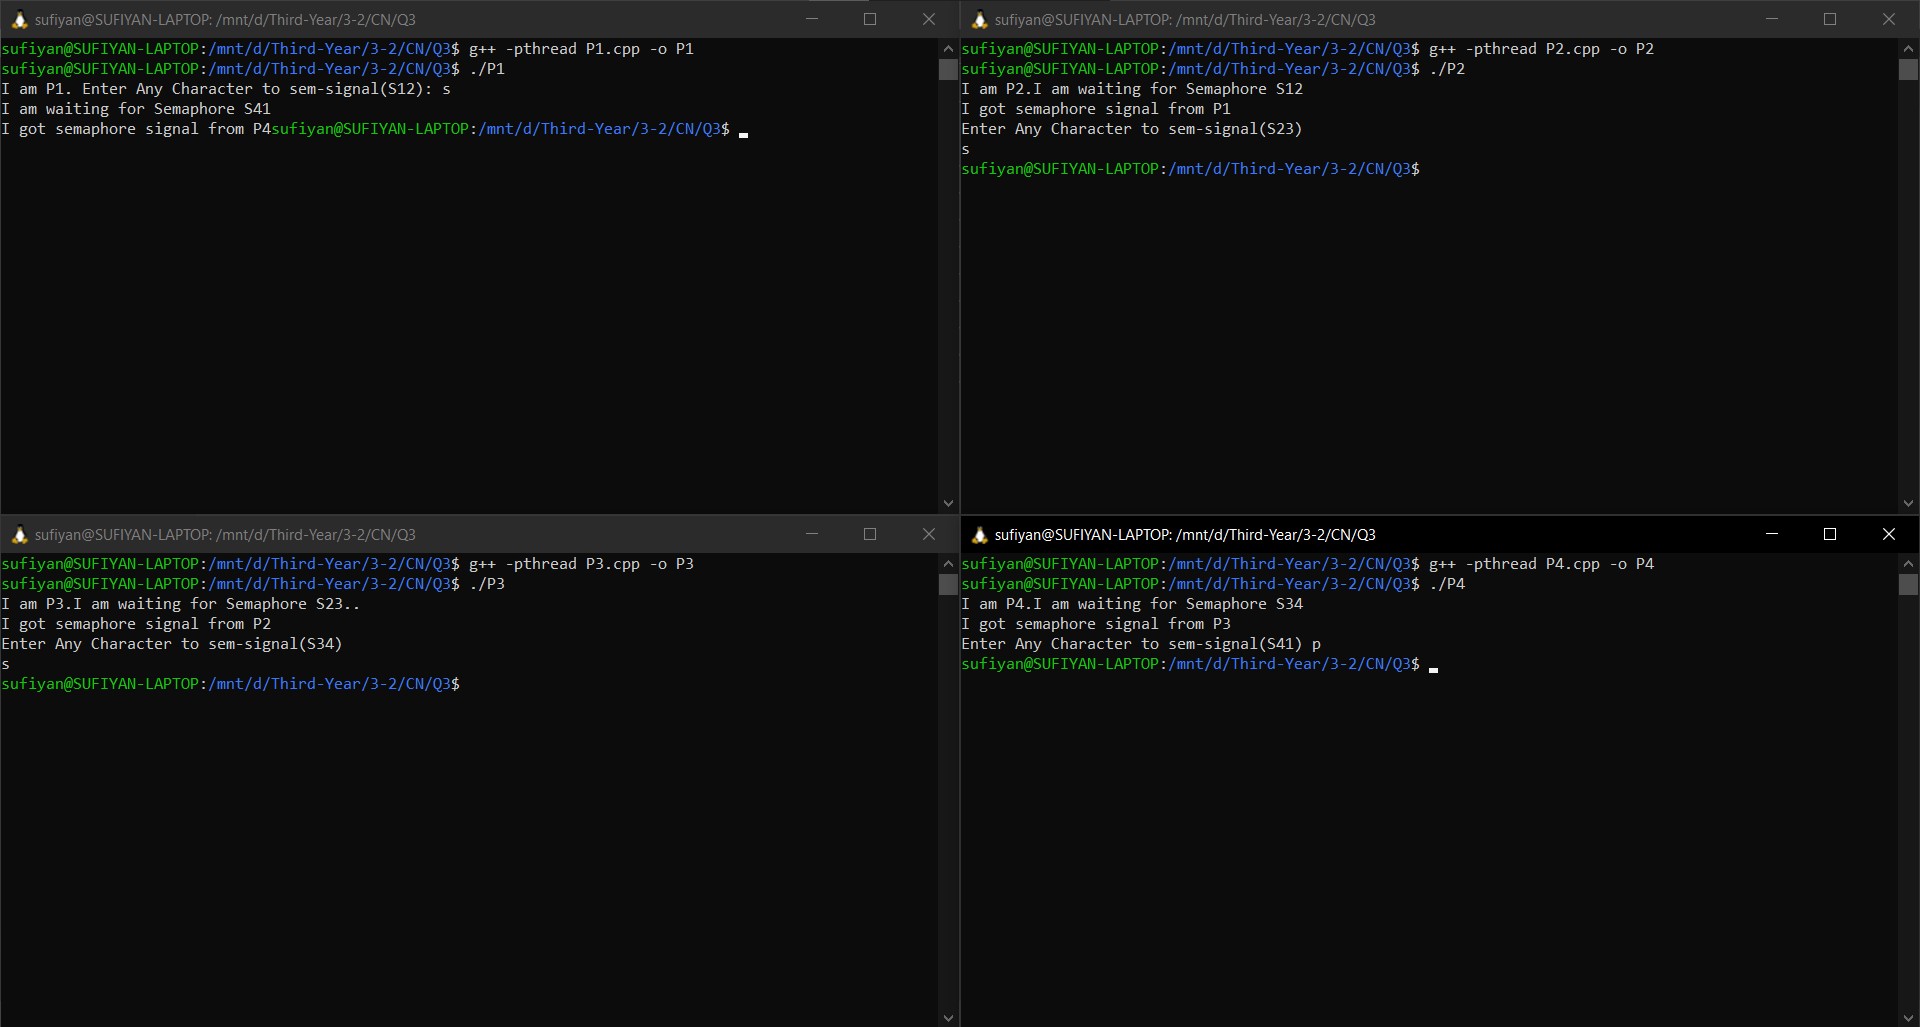 sufiyan@SUFIYAN-LAPTOP: /mnt/d/Third-Year/3-2/CN/Q3
sufiyan@SUFIYAN-LAPTOP:/mnt/d/Third-Year/3-2/CN/Q3$ g++ -pthread P1.cpp -o P1
sufiyan@SUFIYAN-LAPTOP:/mnt/d/Third-Year/3-2/CN/Q3$ ./P1
I am P1. Enter Any Character to sem-signal(S12): s
I am waiting for Semaphore S41
I got semaphore signal from P4sufiyan@SUFIYAN-LAPTOP:/mnt/d/Third-Year/3-2/CN/Q3$
sufiyan@SUFIYAN-LAPTOP: /mnt/d/Third-Year/3-2/CN/Q3
sufiyan@SUFIYAN-LAPTOP:/mnt/d/Third-Year/3-2/CN/Q3$ g++ -pthread P2.cpp -o P2
sufiyan@SUFIYAN-LAPTOP:/mnt/d/Third-Year/3-2/CN/Q3$ ./P2
I am P2.I am waiting for Semaphore S12
I got semaphore signal from P1
Enter Any Character to sem-signal(S23)
s
sufiyan@SUFIYAN-LAPTOP:/mnt/d/Third-Year/3-2/CN/Q3$
sufiyan@SUFIYAN-LAPTOP: /mnt/d/Third-Year/3-2/CN/Q3
sufiyan@SUFIYAN-LAPTOP:/mnt/d/Third-Year/3-2/CN/Q3$ g++ -pthread P3.cpp -o P3
sufiyan@SUFIYAN-LAPTOP:/mnt/d/Third-Year/3-2/CN/Q3$ ./P3
I am P3.I am waiting for Semaphore S23..
I got semaphore signal from P2
Enter Any Character to sem-signal(S34)
s
sufiyan@SUFIYAN-LAPTOP:/mnt/d/Third-Year/3-2/CN/Q3$
sufiyan@SUFIYAN-LAPTOP: /mnt/d/Third-Year/3-2/CN/Q3
sufiyan@SUFIYAN-LAPTOP:/mnt/d/Third-Year/3-2/CN/Q3$ g++ -pthread P4.cpp -o P4
sufiyan@SUFIYAN-LAPTOP:/mnt/d/Third-Year/3-2/CN/Q3$ ./P4
I am P4.I am waiting for Semaphore S34
I got semaphore signal from P3
Enter Any Character to sem-signal(S41) p
sufiyan@SUFIYAN-LAPTOP:/mnt/d/Third-Year/3-2/CN/Q3$